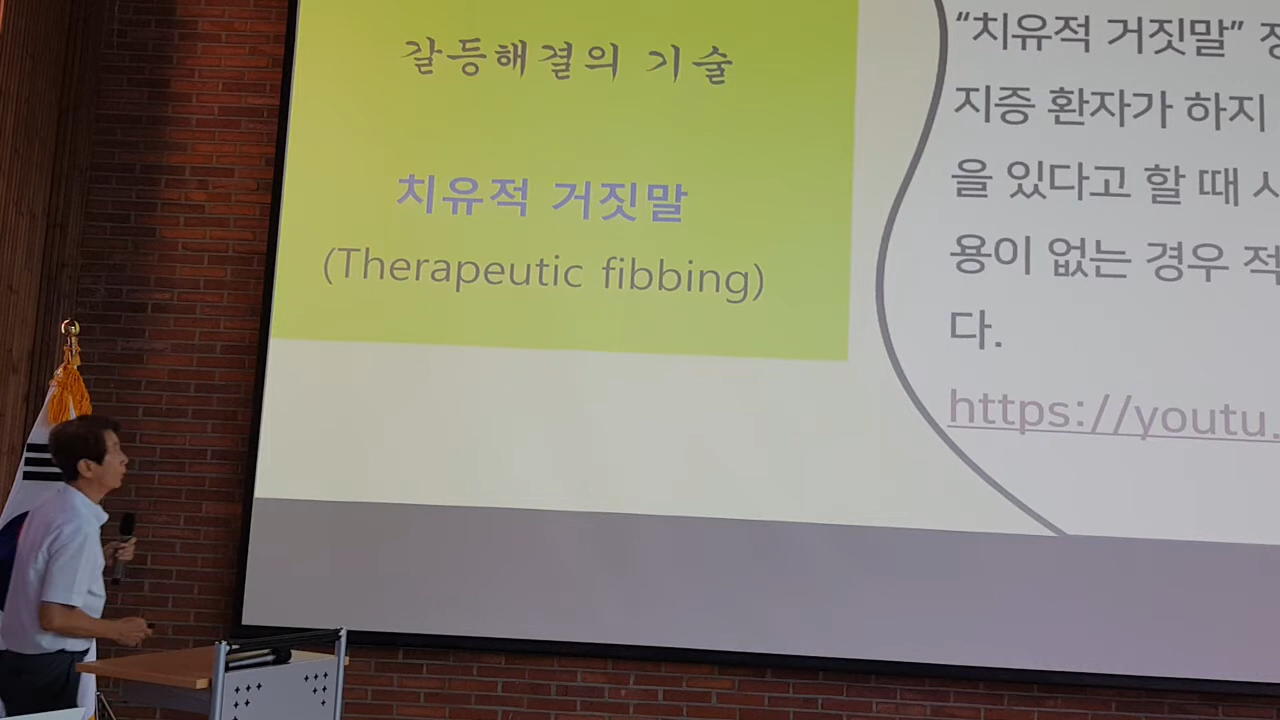 갈등해결의 기술
치유적 거짓말
(Therapeutic fibbing)
“치유적 거짓말”
지증 환자가 하지
을 있다고 할 때
용이 없는 경우
다.
https://youtu.